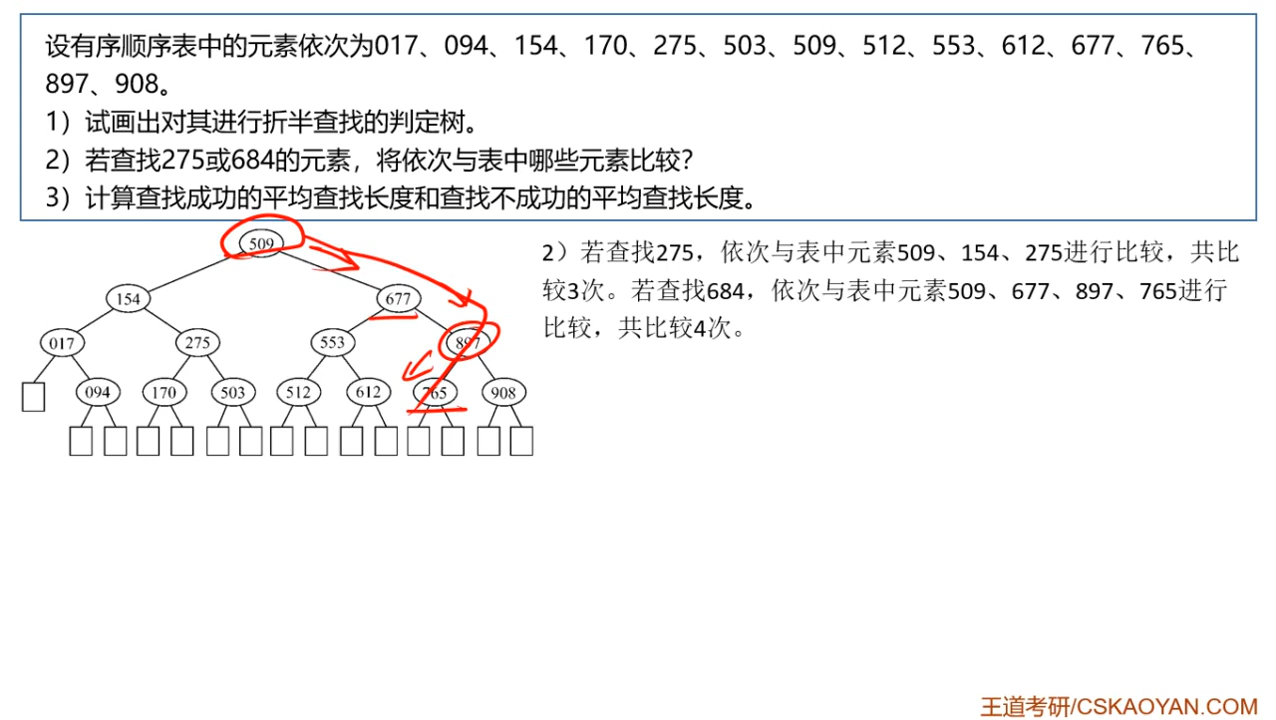 设有序顺序表中的元素依次为017、094、154、170、275、503、509、512、553、612、677、765、
897、908。
1）试画出对其进行折半查找的判定树。
2）若查找275或684的元素，将依次与表中哪些元素比较？
3）计算查找成功的平均查找长度和查找不成功的平均查找长度。
509
2）若查找275，依次与表中元素509、154、275进行比较，共比
较3次。若查找684，依次与表中元素509、677、897、765进行
比较，共比较4次。
154 677
017 275 553 897
094 170 503 512 612 765 908
王道考研/CSKAOYAN.COM